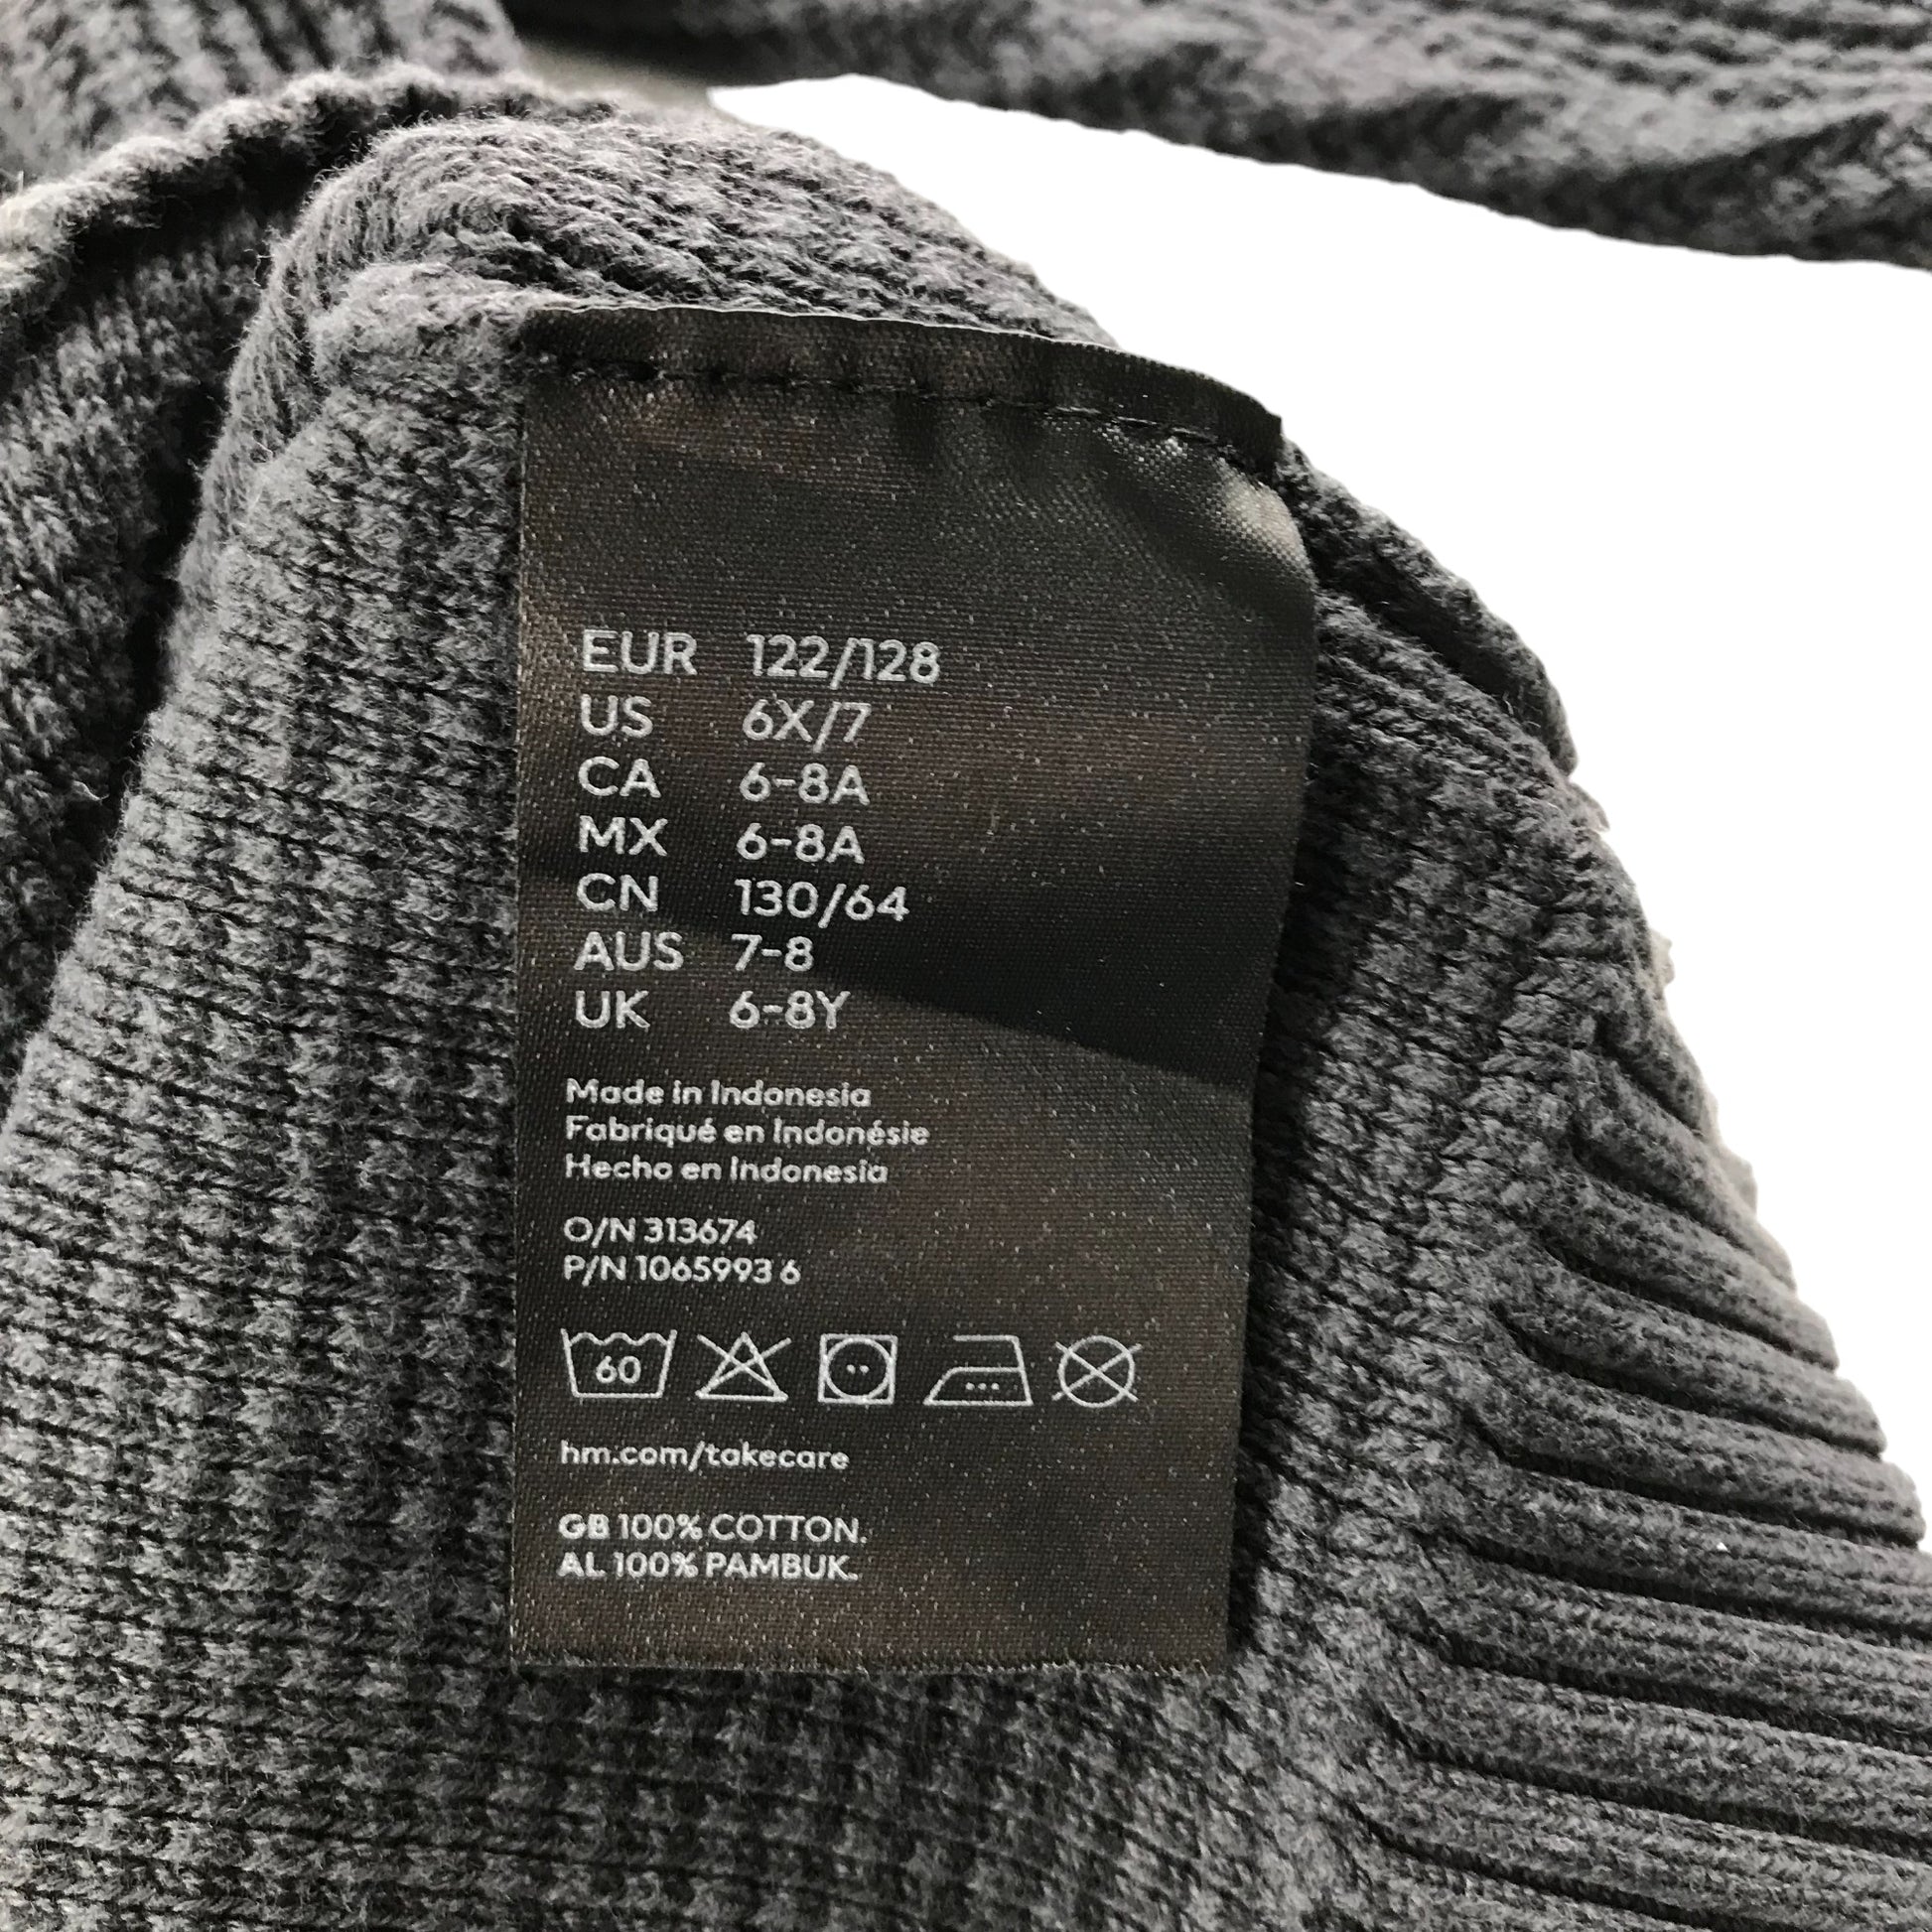 EUR 122/128
US 6X/7
CA 6-8A
MX 6-8A
CN 130/64
AUS 7-8
UK 6-8Y
Made in Indonesia
Fabriqué en Indonésie
Hecho en Indonesia
O/N 313674
P/N 1065993 6
60
hm.com/takecare
GB 100% COTTON.
AL 100% PAMBUK.